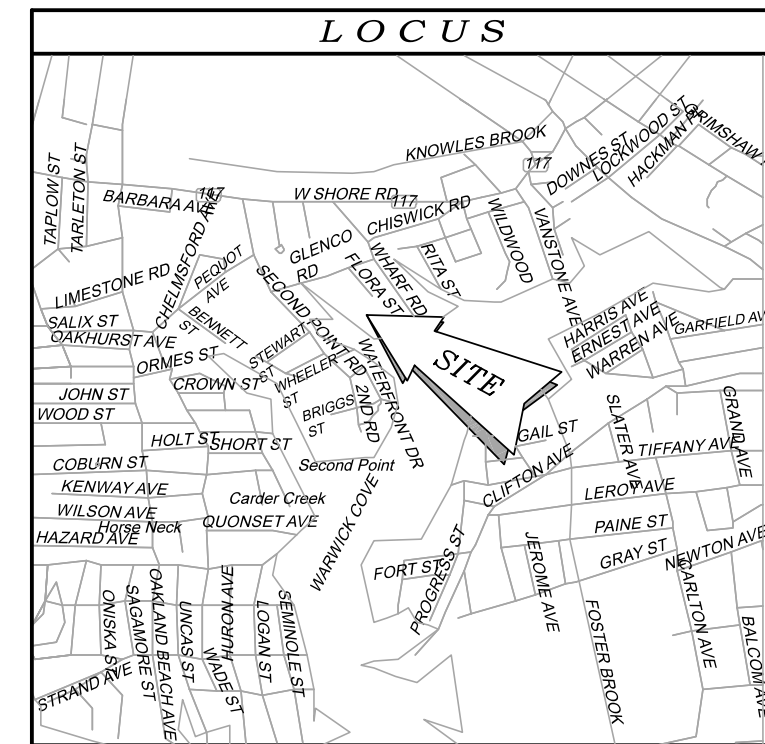 LOCUS
KNOWLES BROOK
117
DOWNES ST
LOCKWOOD ST
HACKMAN
GRIMSHAW
TAPLOW ST
TARLETON ST
BARBARA AVE
117
W SHORE RD
117
CHELMSFORD AVE
CHISWICK RD
WILDWOOD
VANSTONE AVE
GLENCO
RD
WHARF RD
RITA ST
FLORA ST
PEQUOT
AVE
LIMESTONE RD
SECOND POINT RD
BENNETT
ST
HARRIS AVE
ERNEST AVE
WARREN AVE
GARFIELD AV
SALIX ST
OAKHURST AVE
STEWART
ST
ORMES ST
WATERFRONT DR
SITE
WHEELER
ST
CROWN ST
2ND RD
JOHN ST
WOOD ST
BRIGGS
ST
GAIL ST
SLATER AVE
GRAND AVE
HOLT ST
SHORT ST
TIFFANY AVE
COBURN ST
Second Point
CLIFTON AVE
KENWAY AVE
Carder Creek
LEROY AVE
WILSON AVE
Horse Neck
QUONSET AVE
WARWICK COVE
PAINE ST
HAZARD AVE
GRAY ST
NEWTON AVE
FORT ST
PROGRESS ST
JEROME AVE
CARLTON AVE
ONISKA ST
SAGAMORE ST
OAKLAND BEACH AVE
UNCAS ST
HURON AVE
LOGAN ST
SEMINOLE ST
WADE ST
FOSTER BROOK
BALCOM AVE
STRAND AVE